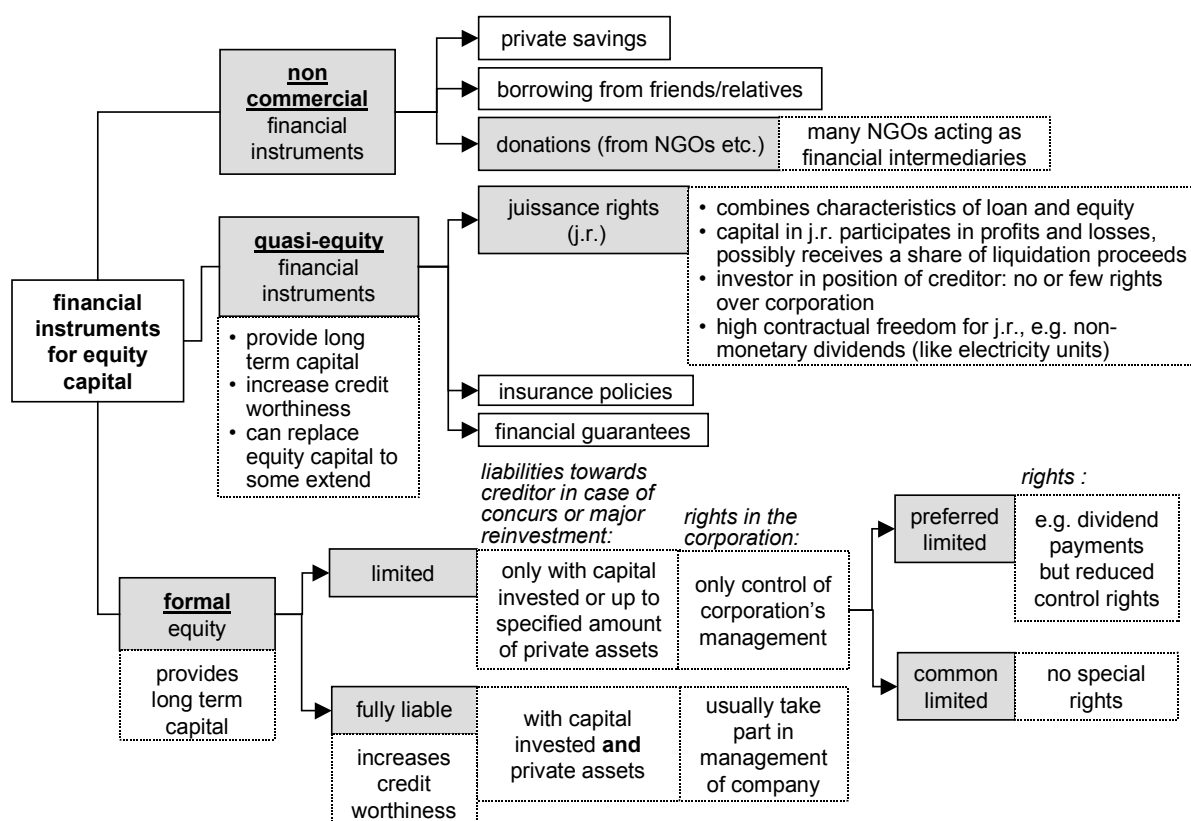 financial
instruments
for equity
capital
non
commercial
financial
instruments
private savings
borrowing from friends/relatives
donations (from NGOs etc.)
many NGOs acting as
financial intermediaries
quasi-equity
financial
instruments
• provide long
term capital
• increase credit
worthiness
• can replace
equity capital to
some extend
juissance rights
(j.r.)
• combines characteristics of loan and equity
• capital in j.r. participates in profits and losses,
possibly receives a share of liquidation proceeds
• investor in position of creditor: no or few rights
over corporation
• high contractual freedom for j.r., e.g. non-
monetary dividends (like electricity units)
insurance policies
financial guarantees
formal
equity
provides
long term
capital
liabilities towards
creditor in case of
concurs or major
reinvestment:
rights in the
corporation:
rights :
limited
only with capital
invested or up to
specified amount
of private assets
only control of
corporation’s
management
preferred
limited
e.g. dividend
payments
but reduced
control rights
common
limited
no special
rights
fully liable
increases
credit
worthiness
with capital
invested and
private assets
usually take
part in
management
of company